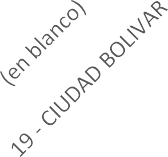 (en blanco)
19 - CIUDAD BOLIVAR